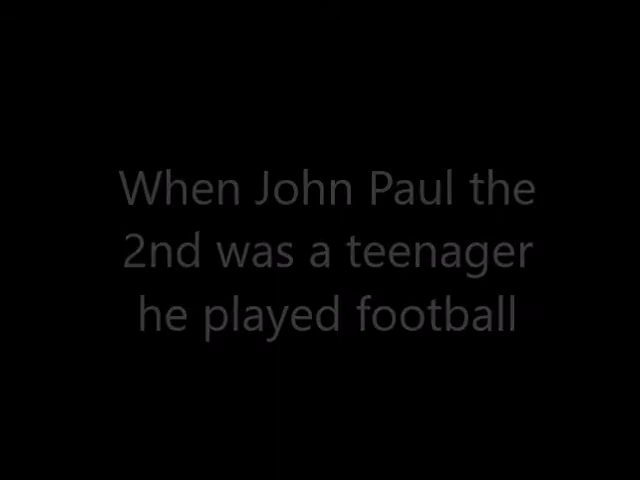 When John Paul the
2nd was a teenager
he played football